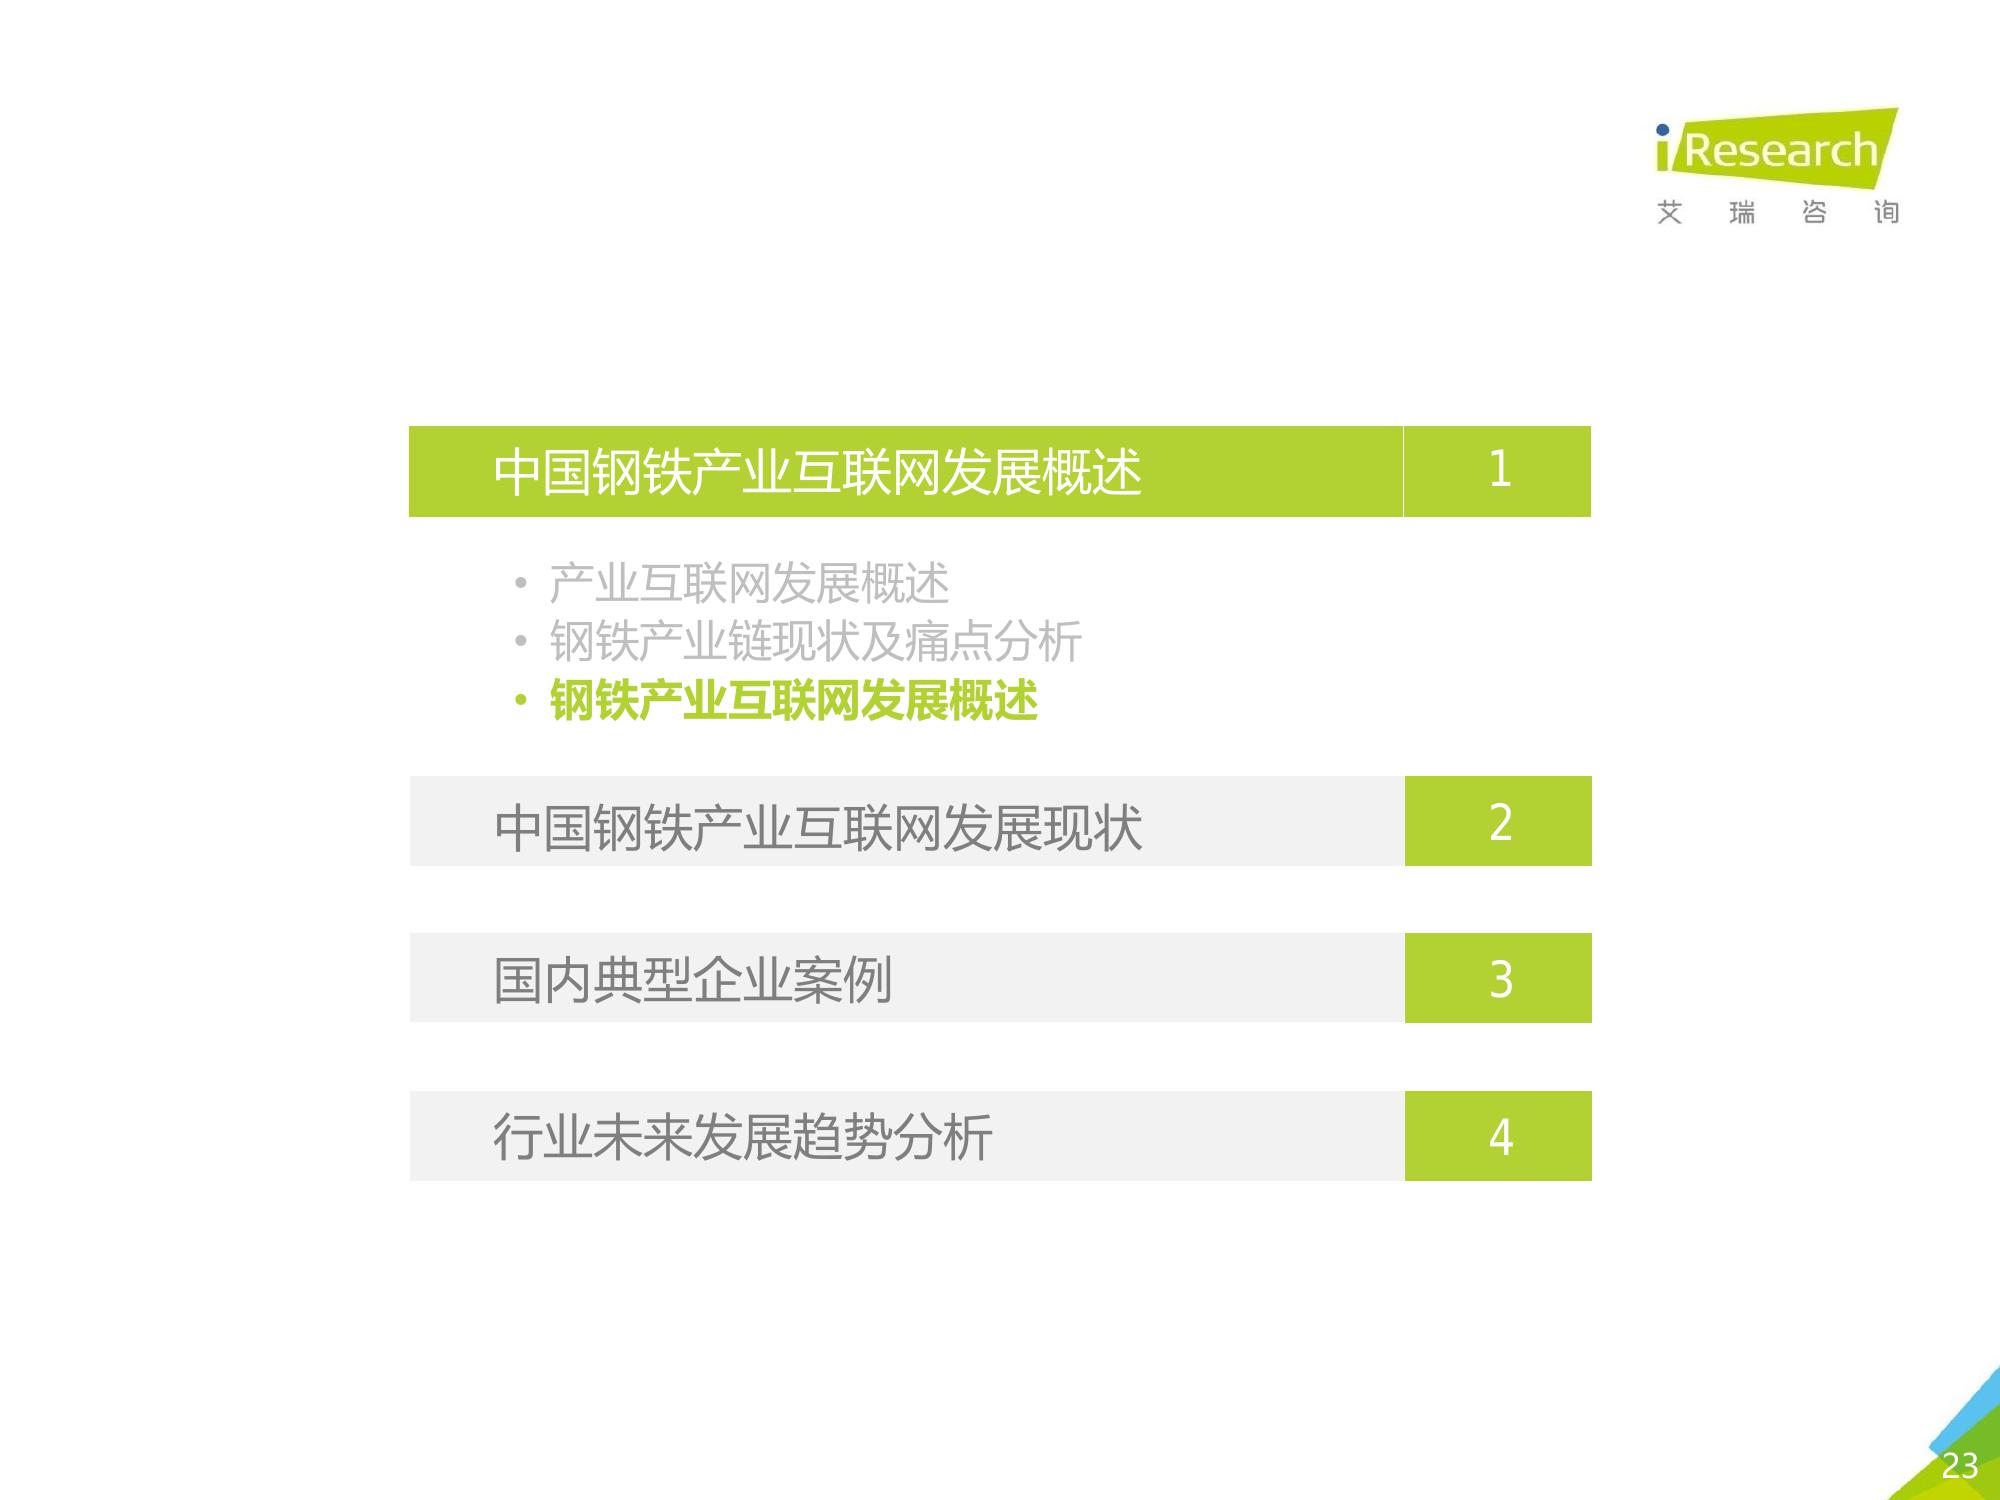 iResearch
艾瑞咨询
中国钢铁产业互联网发展概述 1
• 产业互联网发展概述
• 钢铁产业链现状及痛点分析
• 钢铁产业互联网发展概述
中国钢铁产业互联网发展现状 2
国内典型企业案例 3
行业未来发展趋势分析 4
23